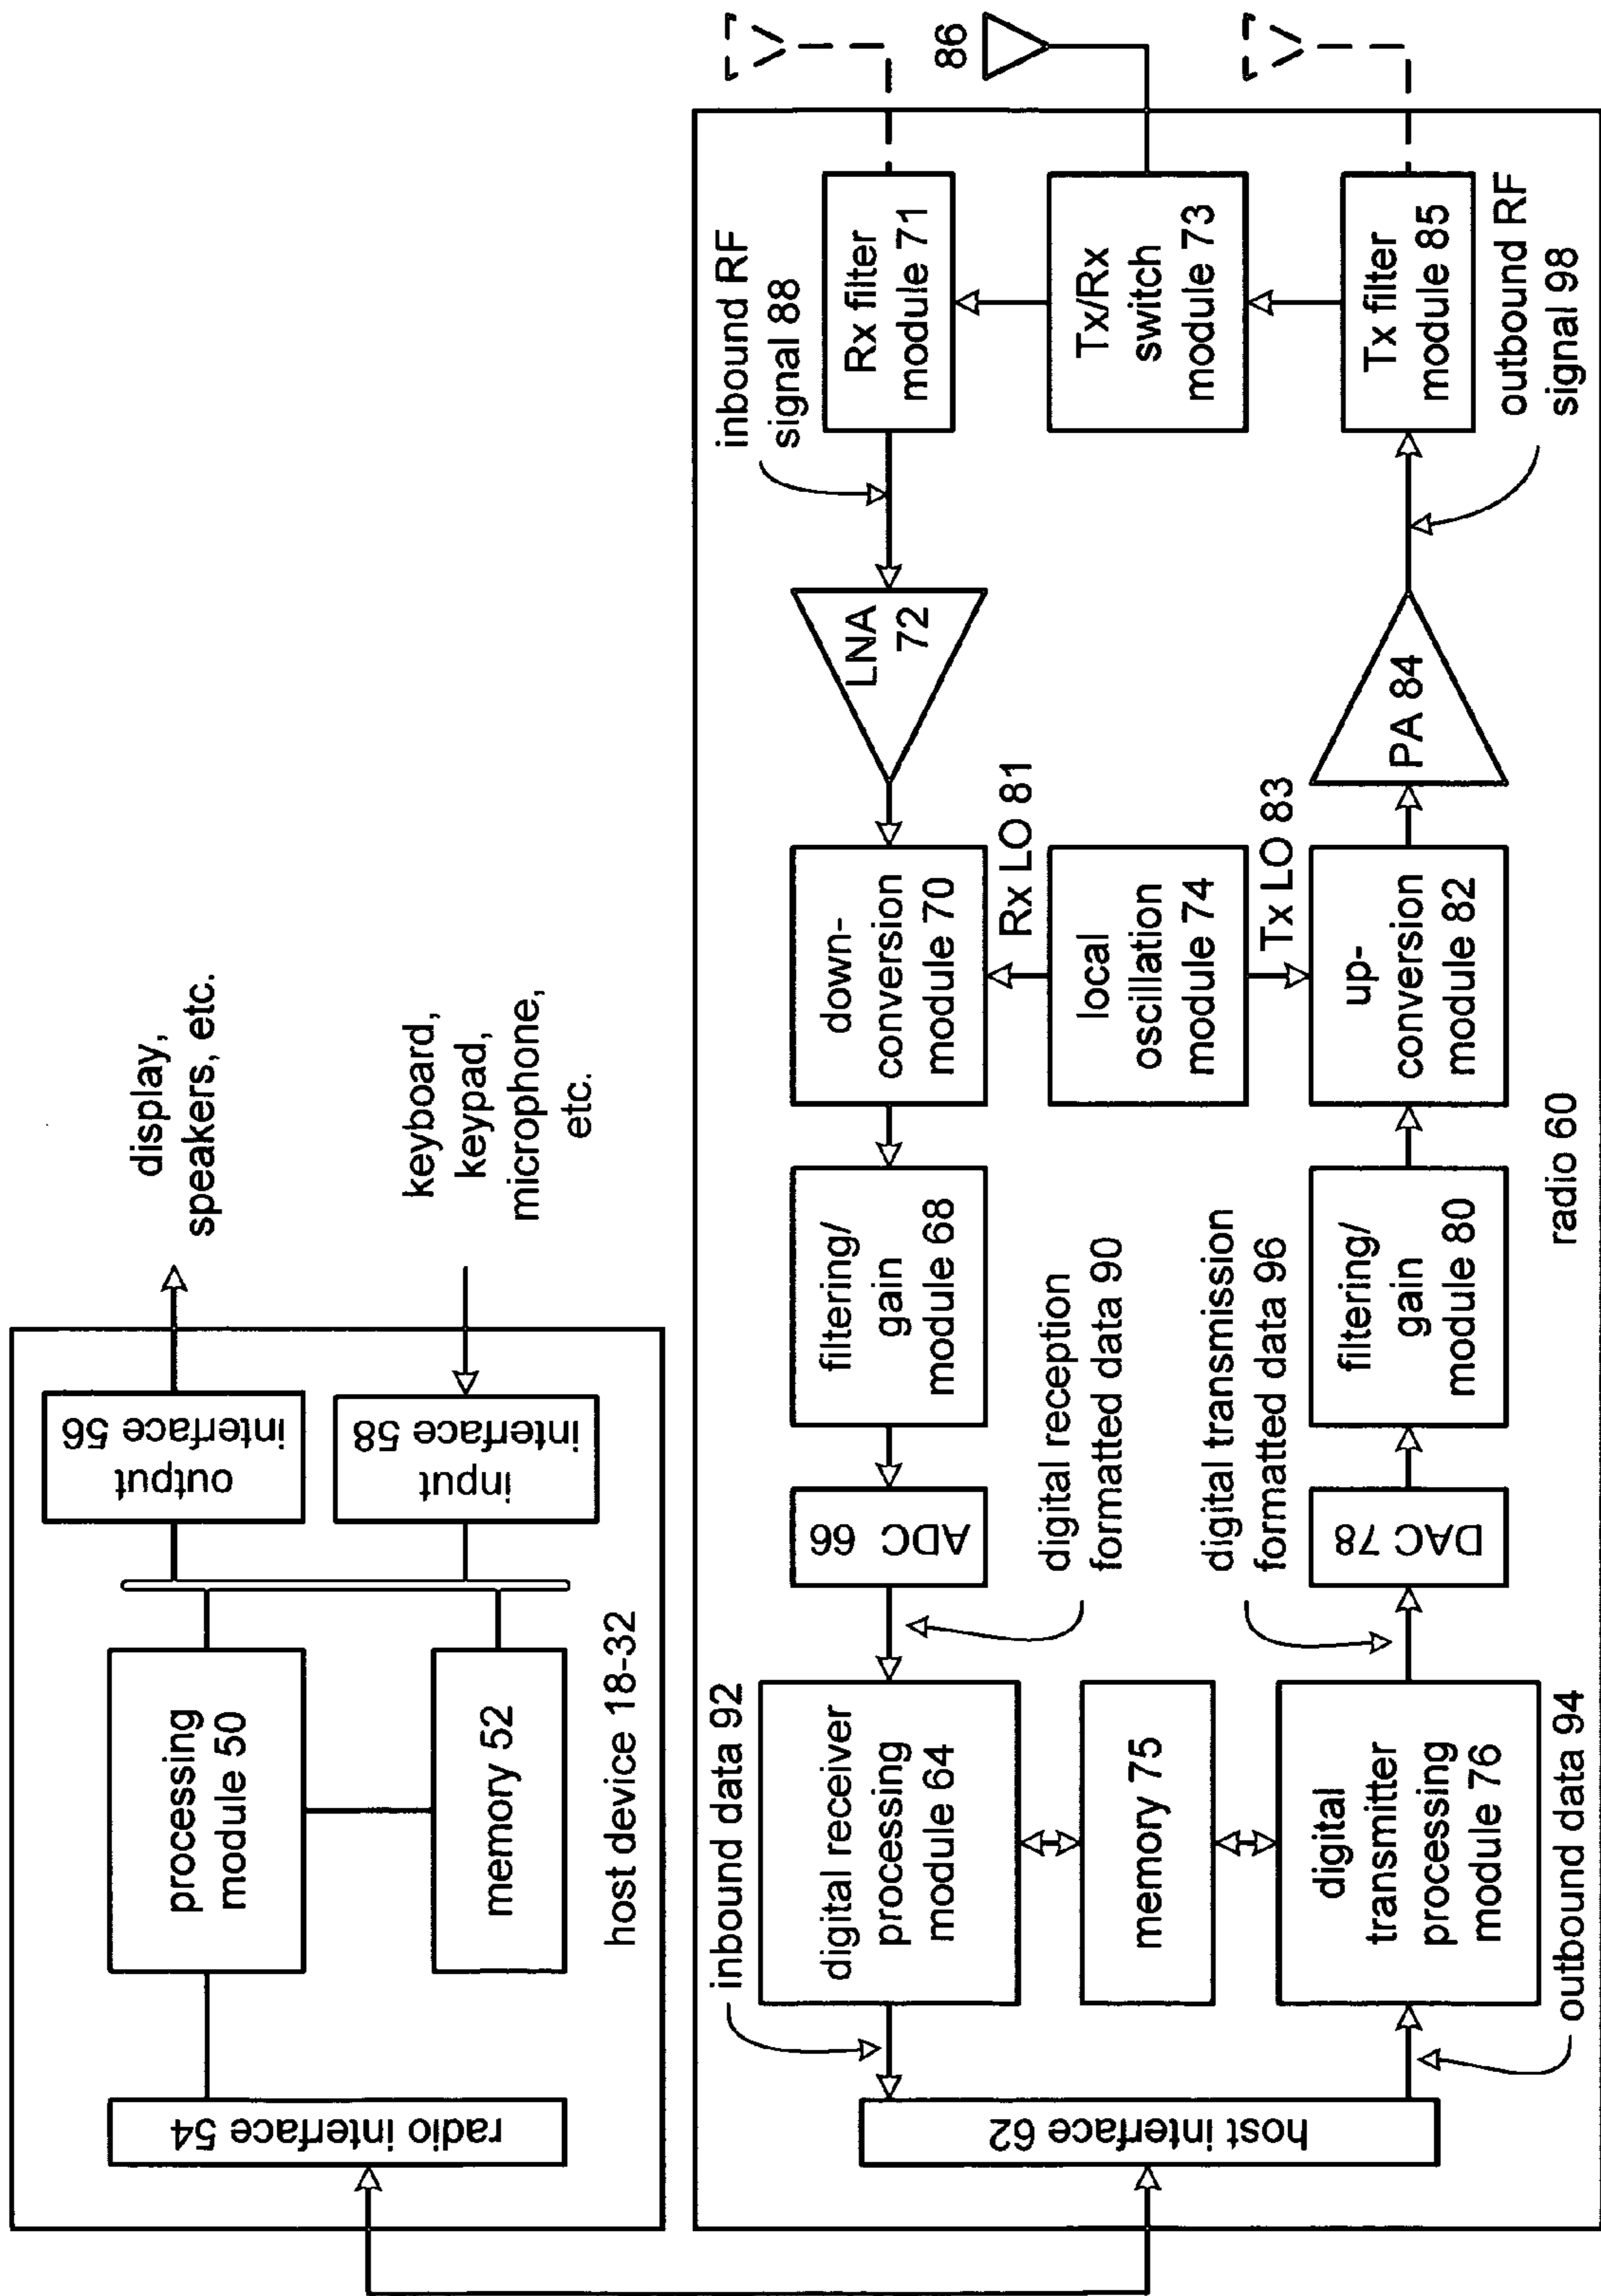 radio interface 54
processing
module 50
memory 52
output
interface 56
input
interface 58
display,
speakers, etc.
keyboard,
keypad,
microphone,
etc.
host device 18-32
host interface 62
inbound data 92
digital receiver
processing
module 64
memory 75
digital
transmitter
processing
module 76
outbound data 94
ADC 66
digital reception
formatted data 90
digital transmission
formatted data 96
DAC 78
filtering/
gain
module 68
filtering/
gain
module 80
down-
conversion
module 70
Rx LO 81
local
oscillation
module 74
Tx LO 83
up-
conversion
module 82
LNA
72
PA 84
inbound RF
signal 88
Rx filter
module 71
Tx/Rx
switch
module 73
Tx filter
module 85
outbound RF
signal 98
86
radio 60